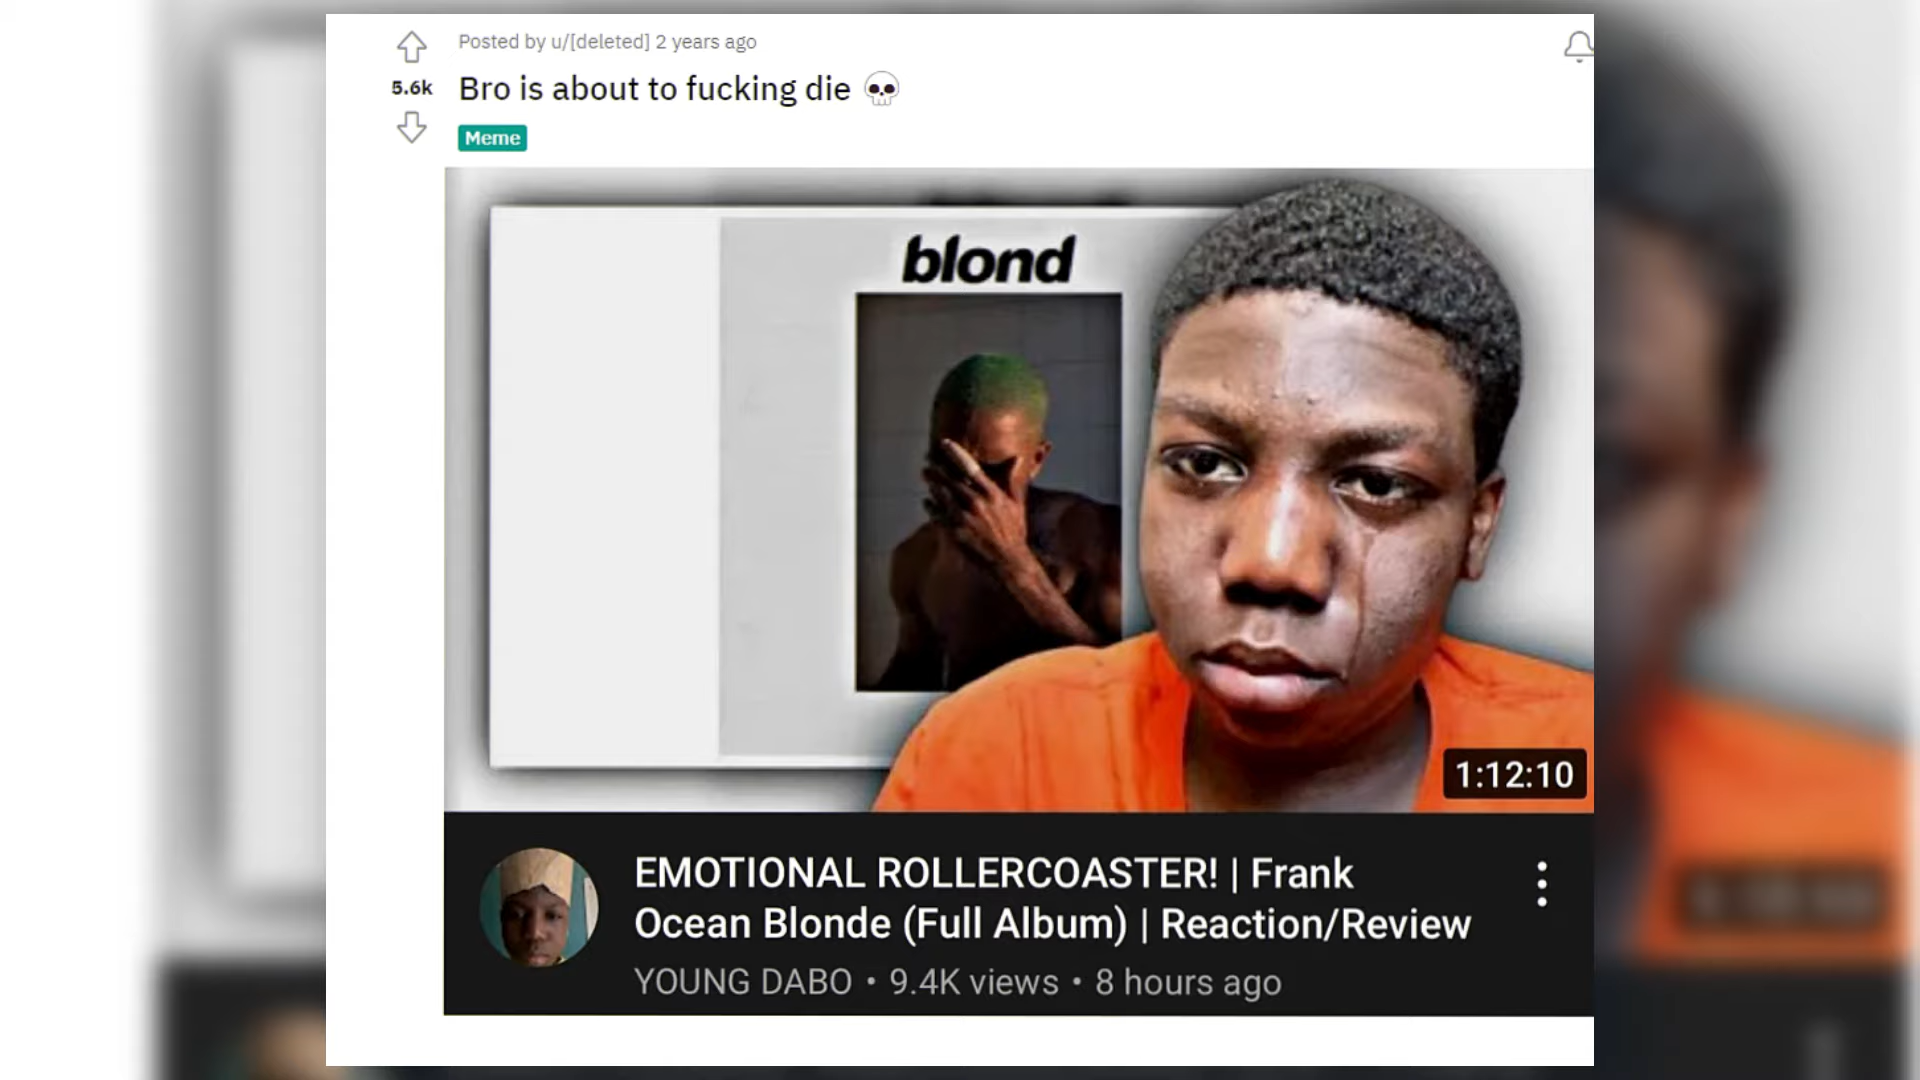 Posted by u/[deleted] 2 years ago
5.6k
Bro is about to fucking die 💀
Meme
blond
1:12:10
EMOTIONAL ROLLERCOASTER! | Frank
Ocean Blonde (Full Album) | Reaction/Review
YOUNG DABO • 9.4K views • 8 hours ago